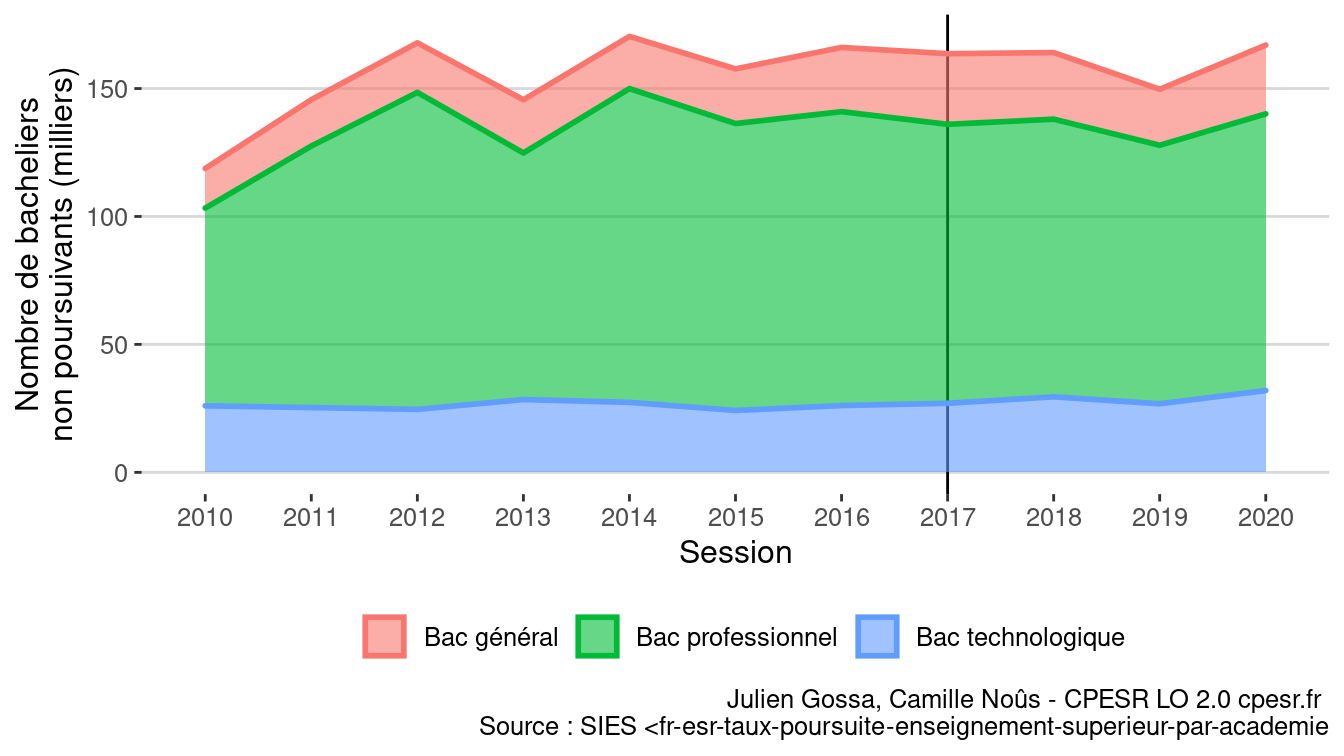 Nombre de bacheliers
non poursuivants (milliers)
150
100
50
0
2010 2011 2012 2013 2014 2015 2016 2017 2018 2019 2020
Session
Bac général Bac professionnel Bac technologique
Julien Gossa, Camille Noûs - CPESR LO 2.0 cpesr.fr
Source : SIES <fr-esr-taux-poursuite-enseignement-superieur-par-academie